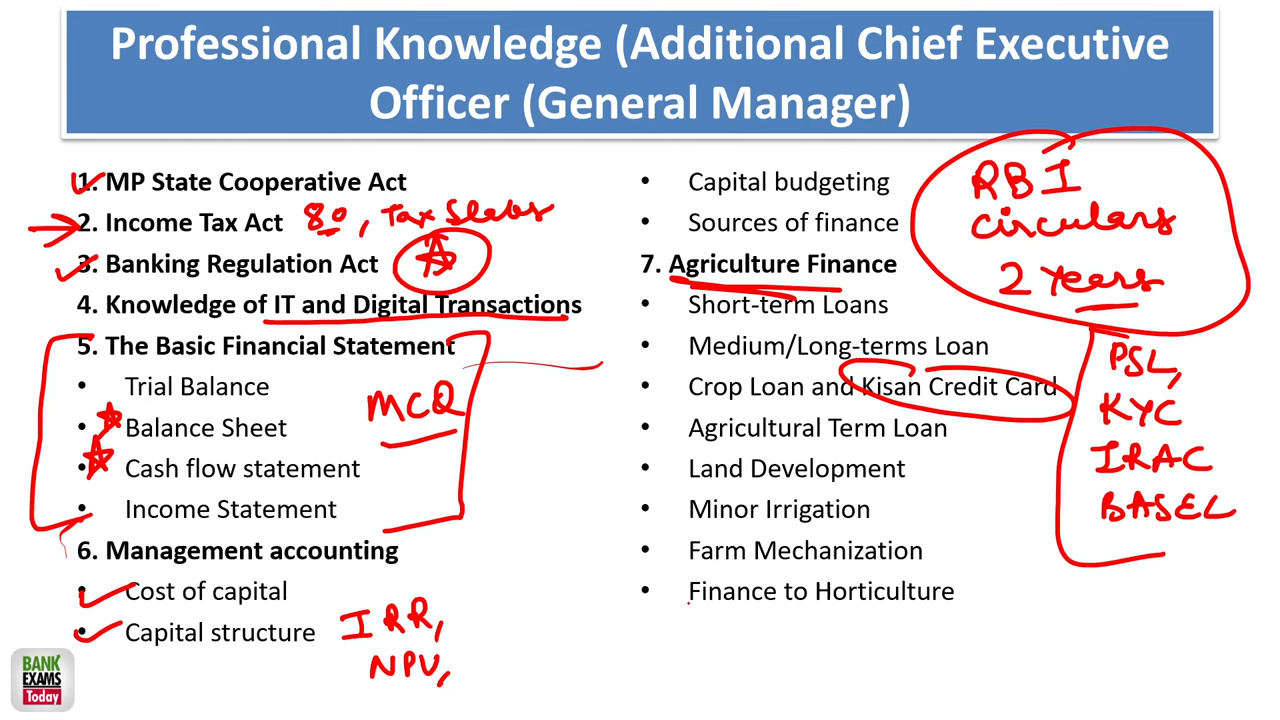 Professional Knowledge (Additional Chief Executive
Officer (General Manager)
1. MP State Cooperative Act
2. Income Tax Act 80, Tax Slabs
3. Banking Regulation Act
4. Knowledge of IT and Digital Transactions
5. The Basic Financial Statement
• Trial Balance
MCQ
• Balance Sheet
• Cash flow statement
• Income Statement
6. Management accounting
• Cost of capital
• Capital structure IRR,
NPV,
• Capital budgeting
• Sources of finance
7. Agriculture Finance
• Short-term Loans
• Medium/Long-terms Loan
• Crop Loan and Kisan Credit Card
• Agricultural Term Loan
• Land Development
• Minor Irrigation
• Farm Mechanization
• Finance to Horticulture
RBI
circulars
2 years
PSL,
KYC
IRAC
BASEL
BANK
EXAMS
Today